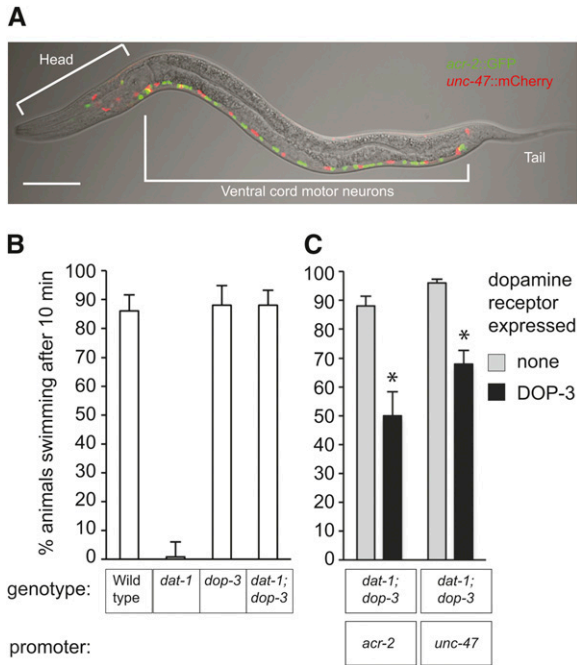 A
Head
acr-2::GFP
unc-47::mCherry
Tail
Ventral cord motor neurons
B
% animals swimming after 10 min
100
90
80
70
60
50
40
30
20
10
0
genotype:
Wild type
dat-1
dop-3
dat-1; dop-3
promoter:
C
100
90
80
70
60
50
40
30
20
10
0
*
*
dopamine
receptor
expressed
none
DOP-3
dat-1; dop-3
dat-1; dop-3
acr-2
unc-47